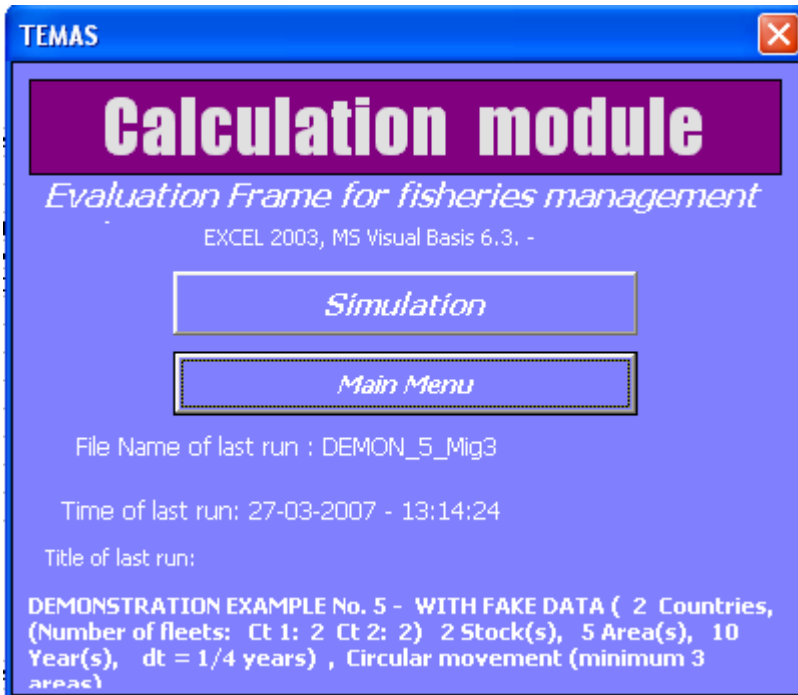 TEMAS
Calculation module
Evaluation Frame for fisheries management
EXCEL 2003, MS Visual Basis 6.3. -
Simulation
Main Menu
File Name of last run : DEMON_5_Mig3
Time of last run: 27-03-2007 - 13:14:24
Title of last run:
DEMONSTRATION EXAMPLE No. 5 - WITH FAKE DATA ( 2 Countries,
(Number of fleets: Ct 1: 2 Ct 2: 2) 2 Stock(s), 5 Area(s), 10
Year(s), dt = 1/4 years) , Circular movement (minimum 3
areas)